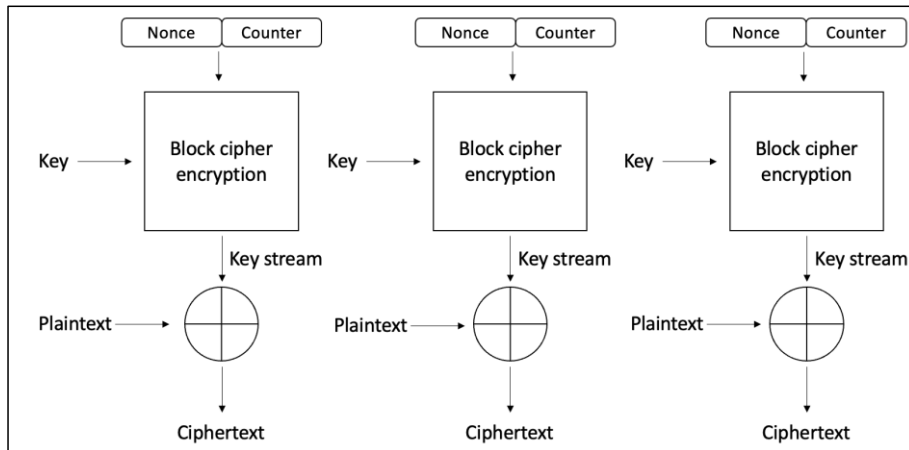 Nonce Counter Nonce Counter Nonce Counter
Block cipher encryption Block cipher encryption Block cipher encryption
Key Key Key
Key stream Key stream Key stream
Plaintext Plaintext Plaintext
Ciphertext Ciphertext Ciphertext